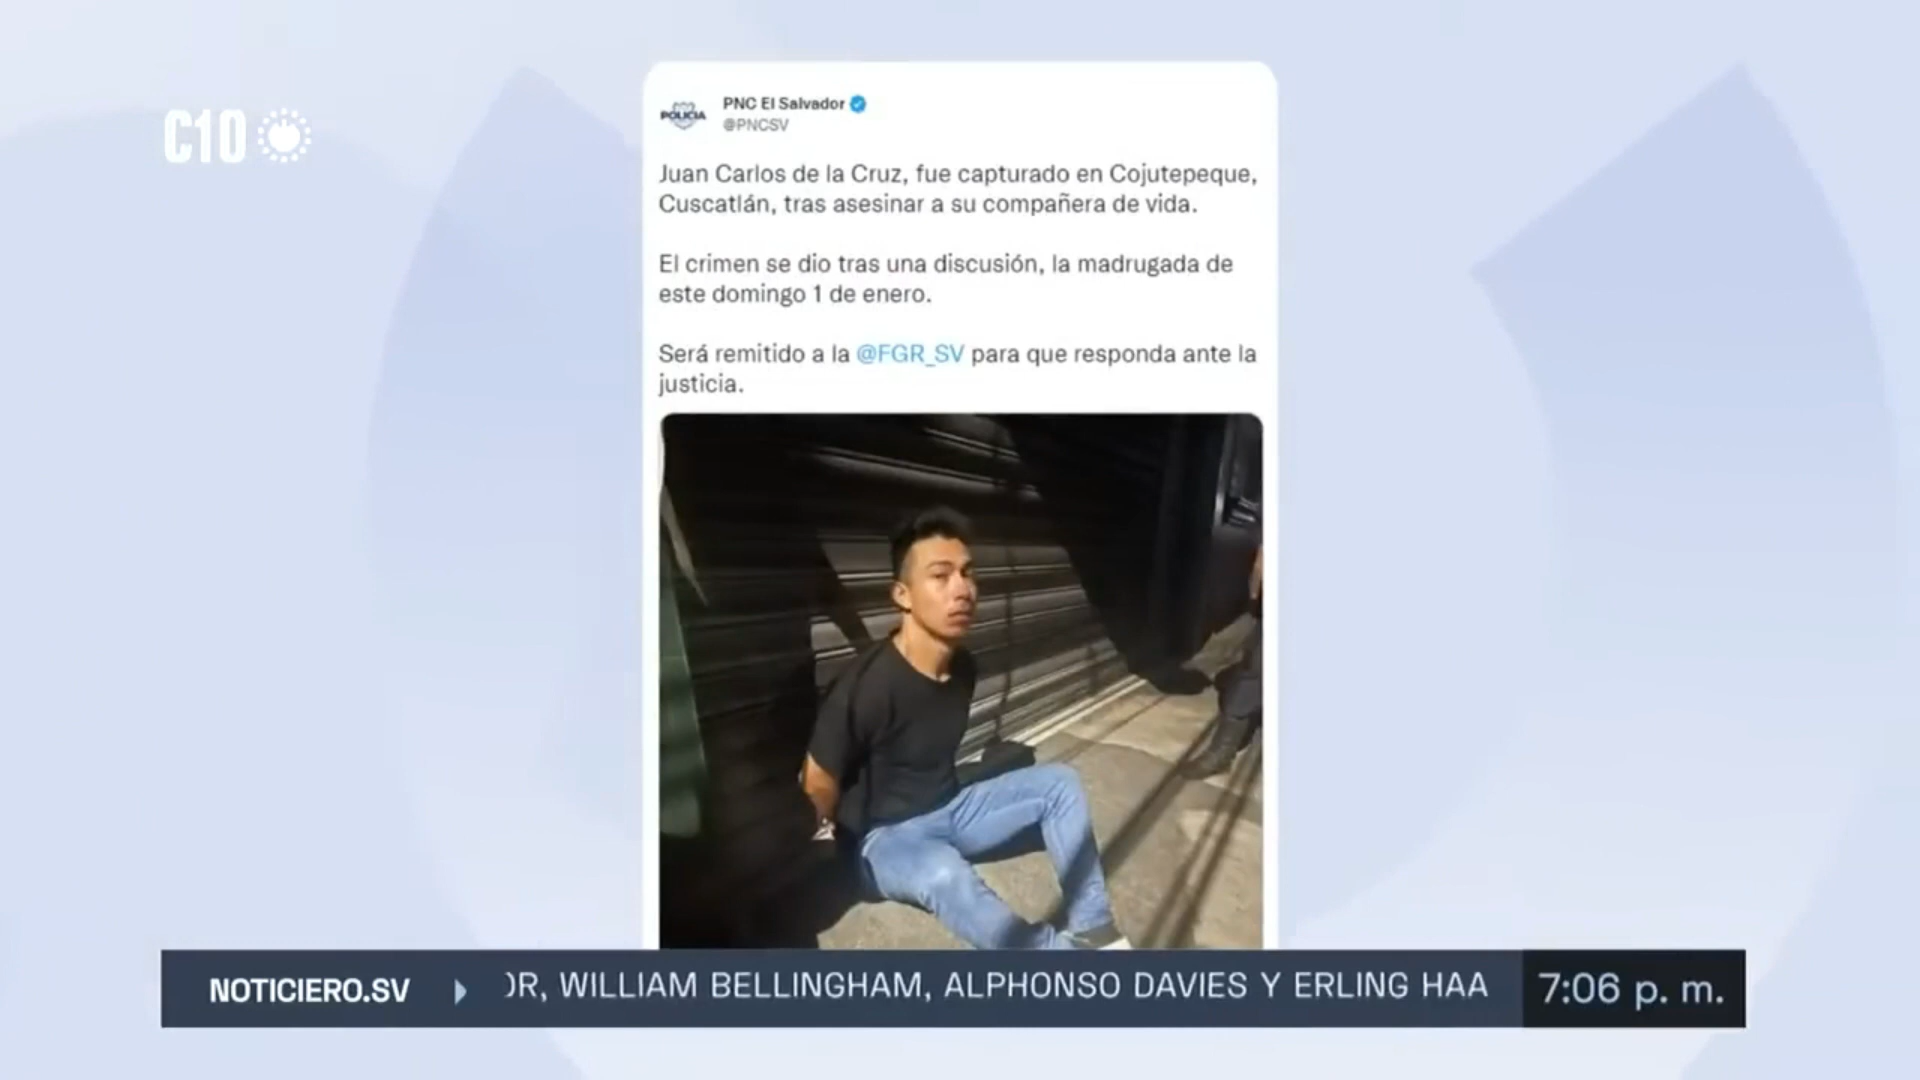 C10
POLICIA
PNC El Salvador
@PNCSV
Juan Carlos de la Cruz, fue capturado en Cojutepeque,
Cuscatlán, tras asesinar a su compañera de vida.
El crimen se dio tras una discusión, la madrugada de
este domingo 1 de enero.
Será remitido a la @FGR_SV para que responda ante la
justicia.
NOTICIERO.SV
OR, WILLIAM BELLINGHAM, ALPHONSO DAVIES Y ERLING HAA
7:06 p. m.